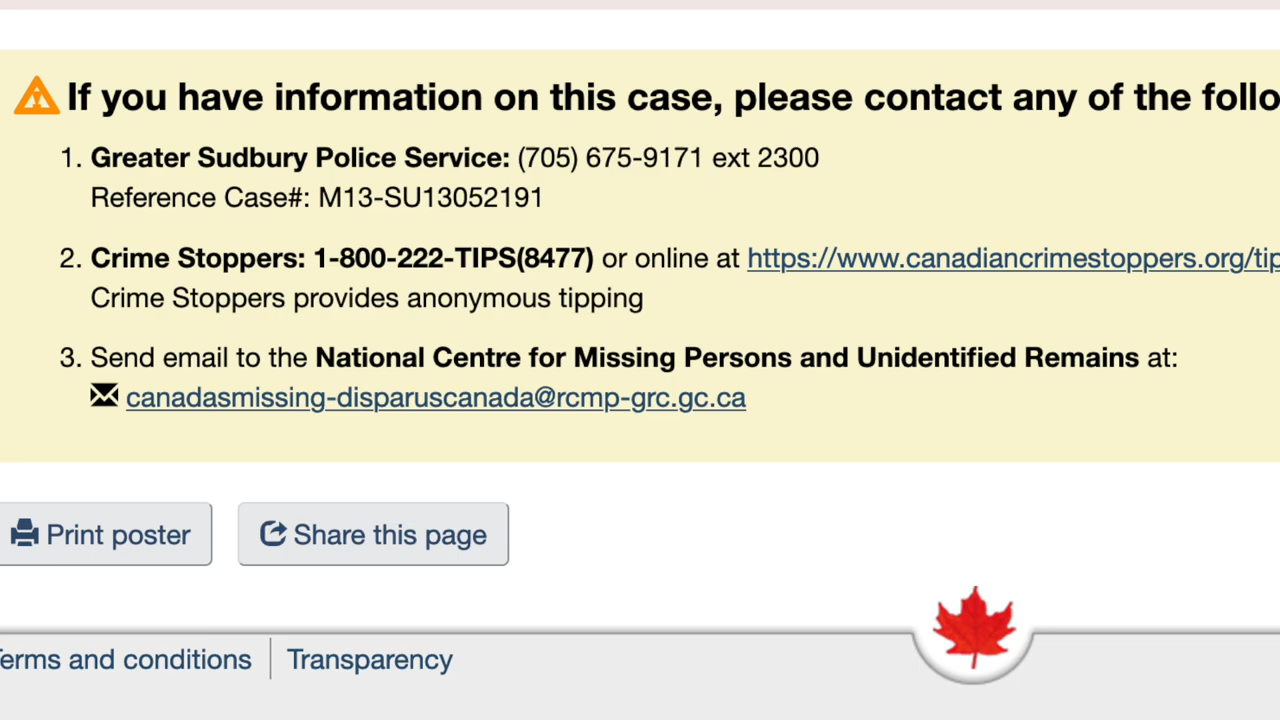 If you have information on this case, please contact any of the follo
1. Greater Sudbury Police Service: (705) 675-9171 ext 2300
Reference Case#: M13-SU13052191
2. Crime Stoppers: 1-800-222-TIPS(8477) or online at https://www.canadiancrimestoppers.org/tip
Crime Stoppers provides anonymous tipping
3. Send email to the National Centre for Missing Persons and Unidentified Remains at:
canadasmissing-disparuscanada@rcmp-grc.gc.ca
Print poster
Share this page
erms and conditions
Transparency